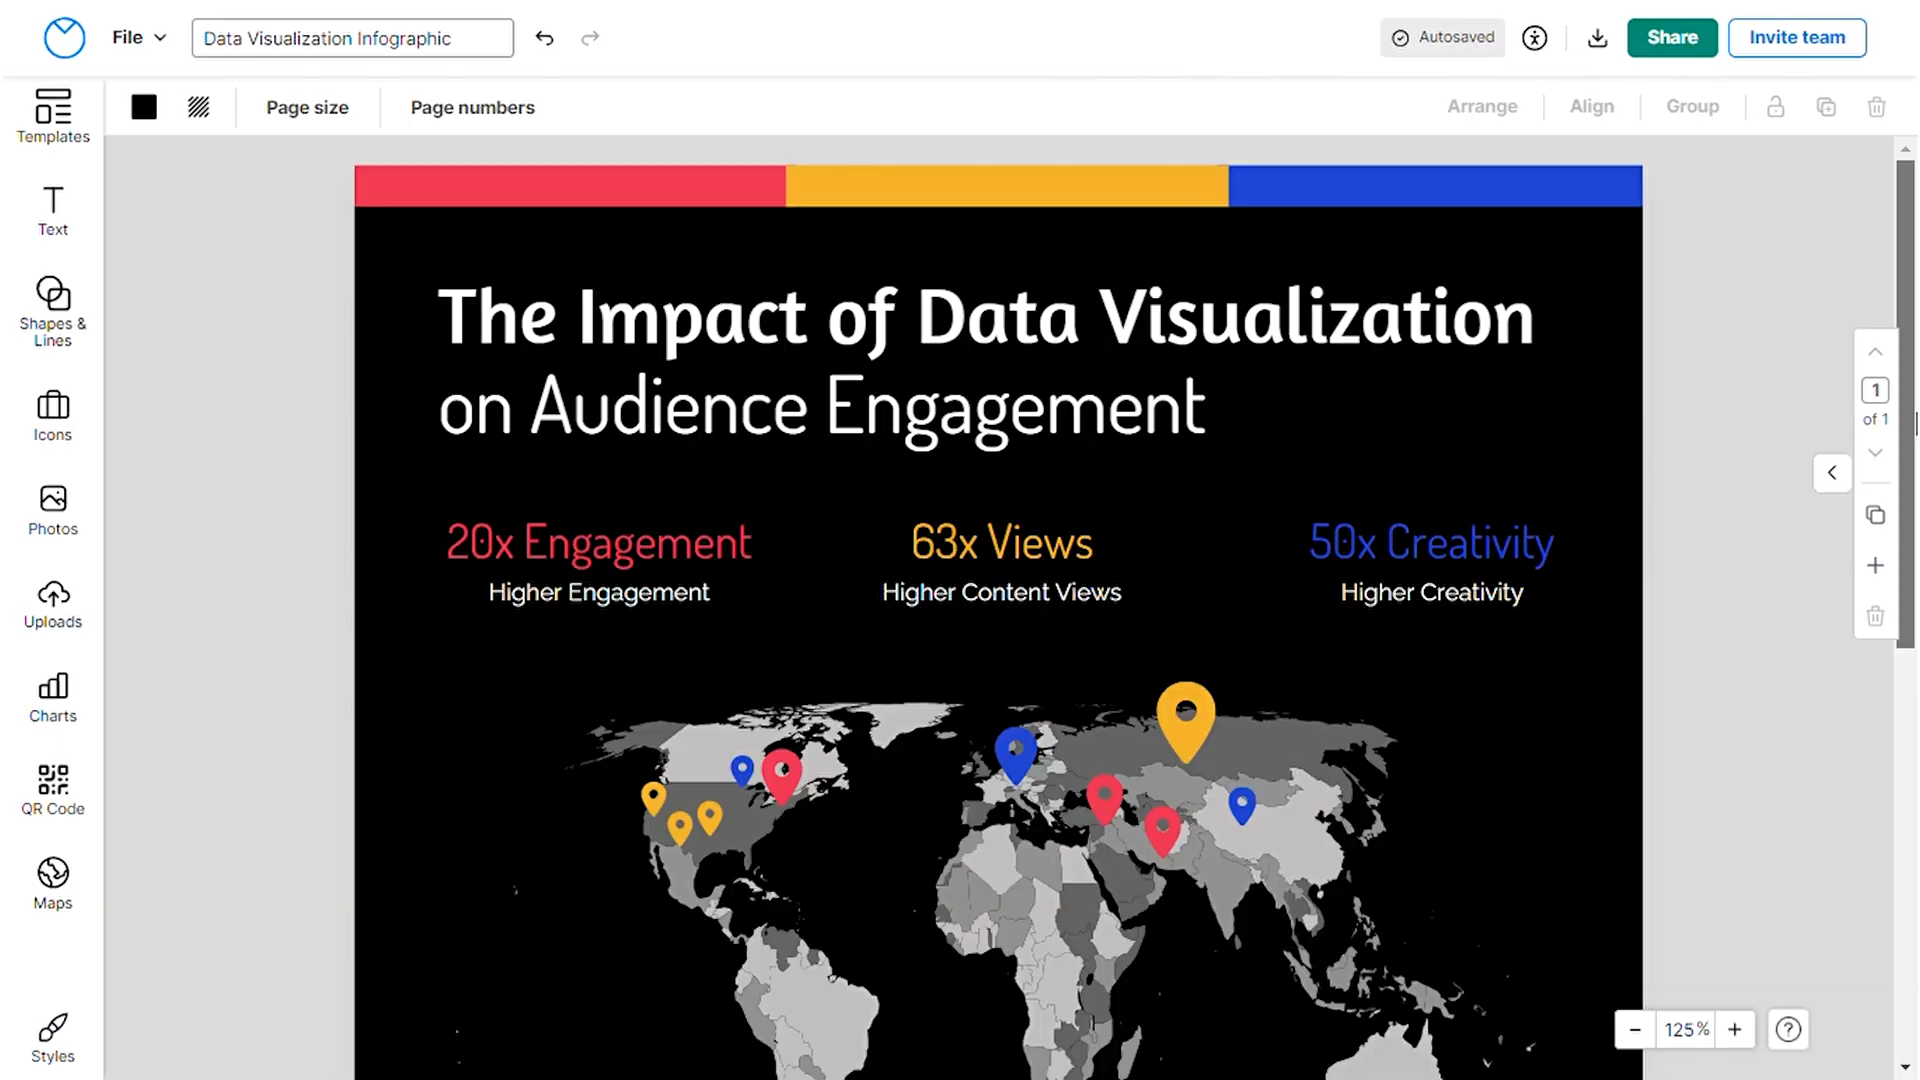 File
Data Visualization Infographic
Autosaved
Share
Invite team
Page size
Page numbers
Arrange
Align
Group
Templates
Text
Shapes &
Lines
Icons
Photos
Uploads
Charts
QR Code
Maps
Styles
The Impact of Data Visualization
on Audience Engagement
20x Engagement
Higher Engagement
63x Views
Higher Content Views
50x Creativity
Higher Creativity
1
of 1
125%